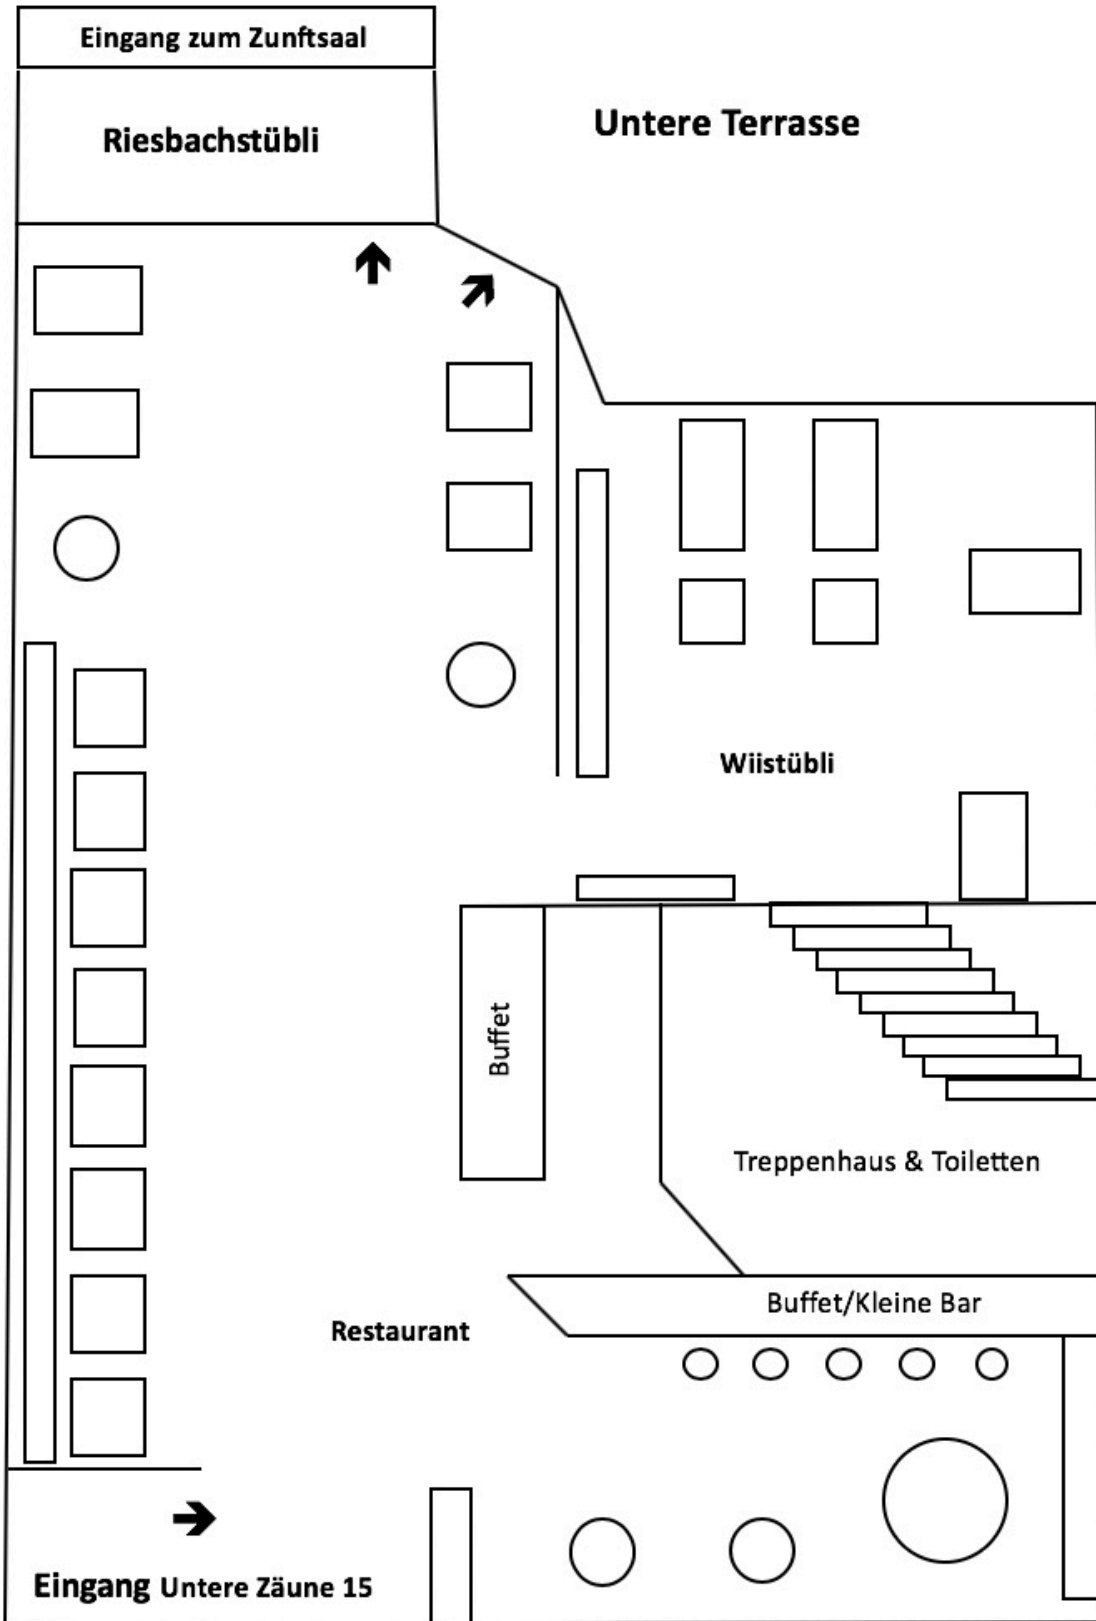 Eingang zum Zunftsaal
Riesbachstübli
Untere Terrasse
Wiistübli
Buffet
Treppenhaus & Toiletten
Buffet/Kleine Bar
Restaurant
Eingang Untere Zäune 15